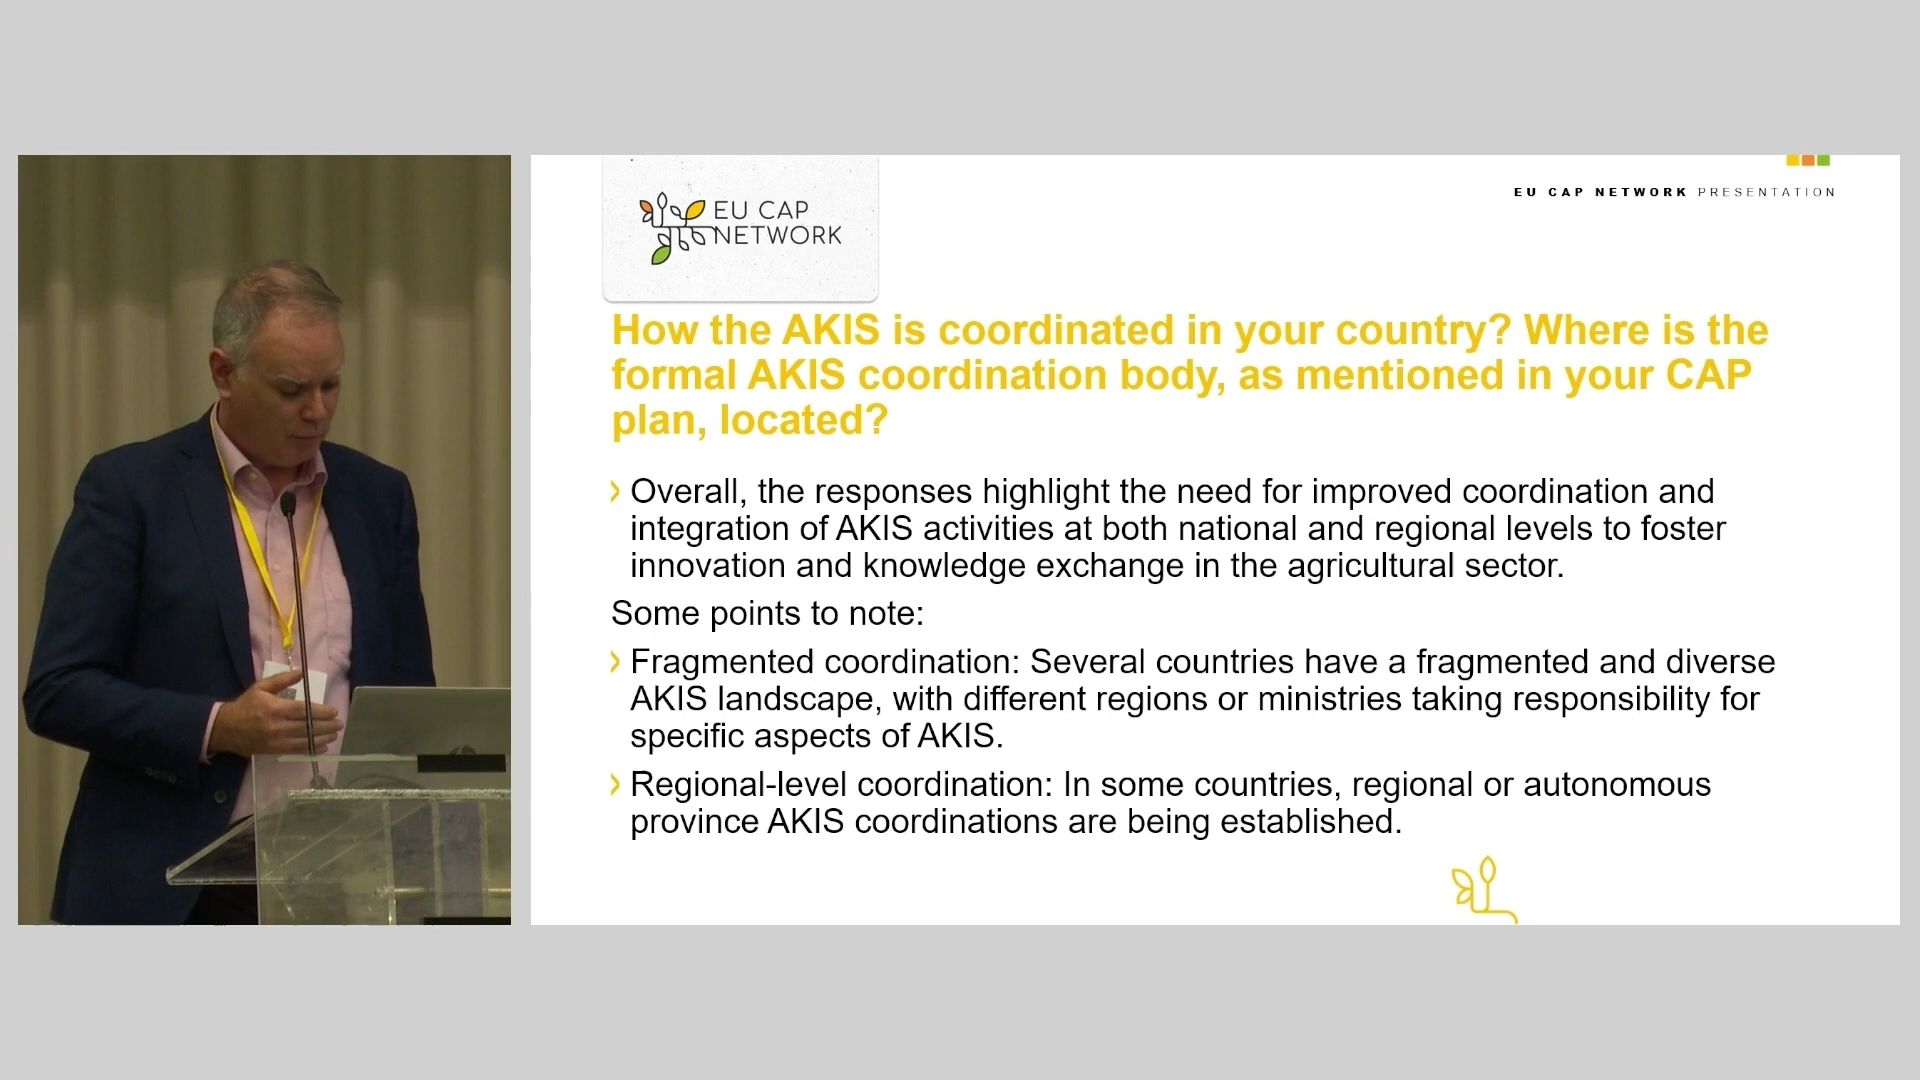 EU CAP
NETWORK
EU CAP NETWORK PRESENTATION
How the AKIS is coordinated in your country? Where is the
formal AKIS coordination body, as mentioned in your CAP
plan, located?
Overall, the responses highlight the need for improved coordination and
integration of AKIS activities at both national and regional levels to foster
innovation and knowledge exchange in the agricultural sector.
Some points to note:
Fragmented coordination: Several countries have a fragmented and diverse
AKIS landscape, with different regions or ministries taking responsibility for
specific aspects of AKIS.
Regional-level coordination: In some countries, regional or autonomous
province AKIS coordinations are being established.